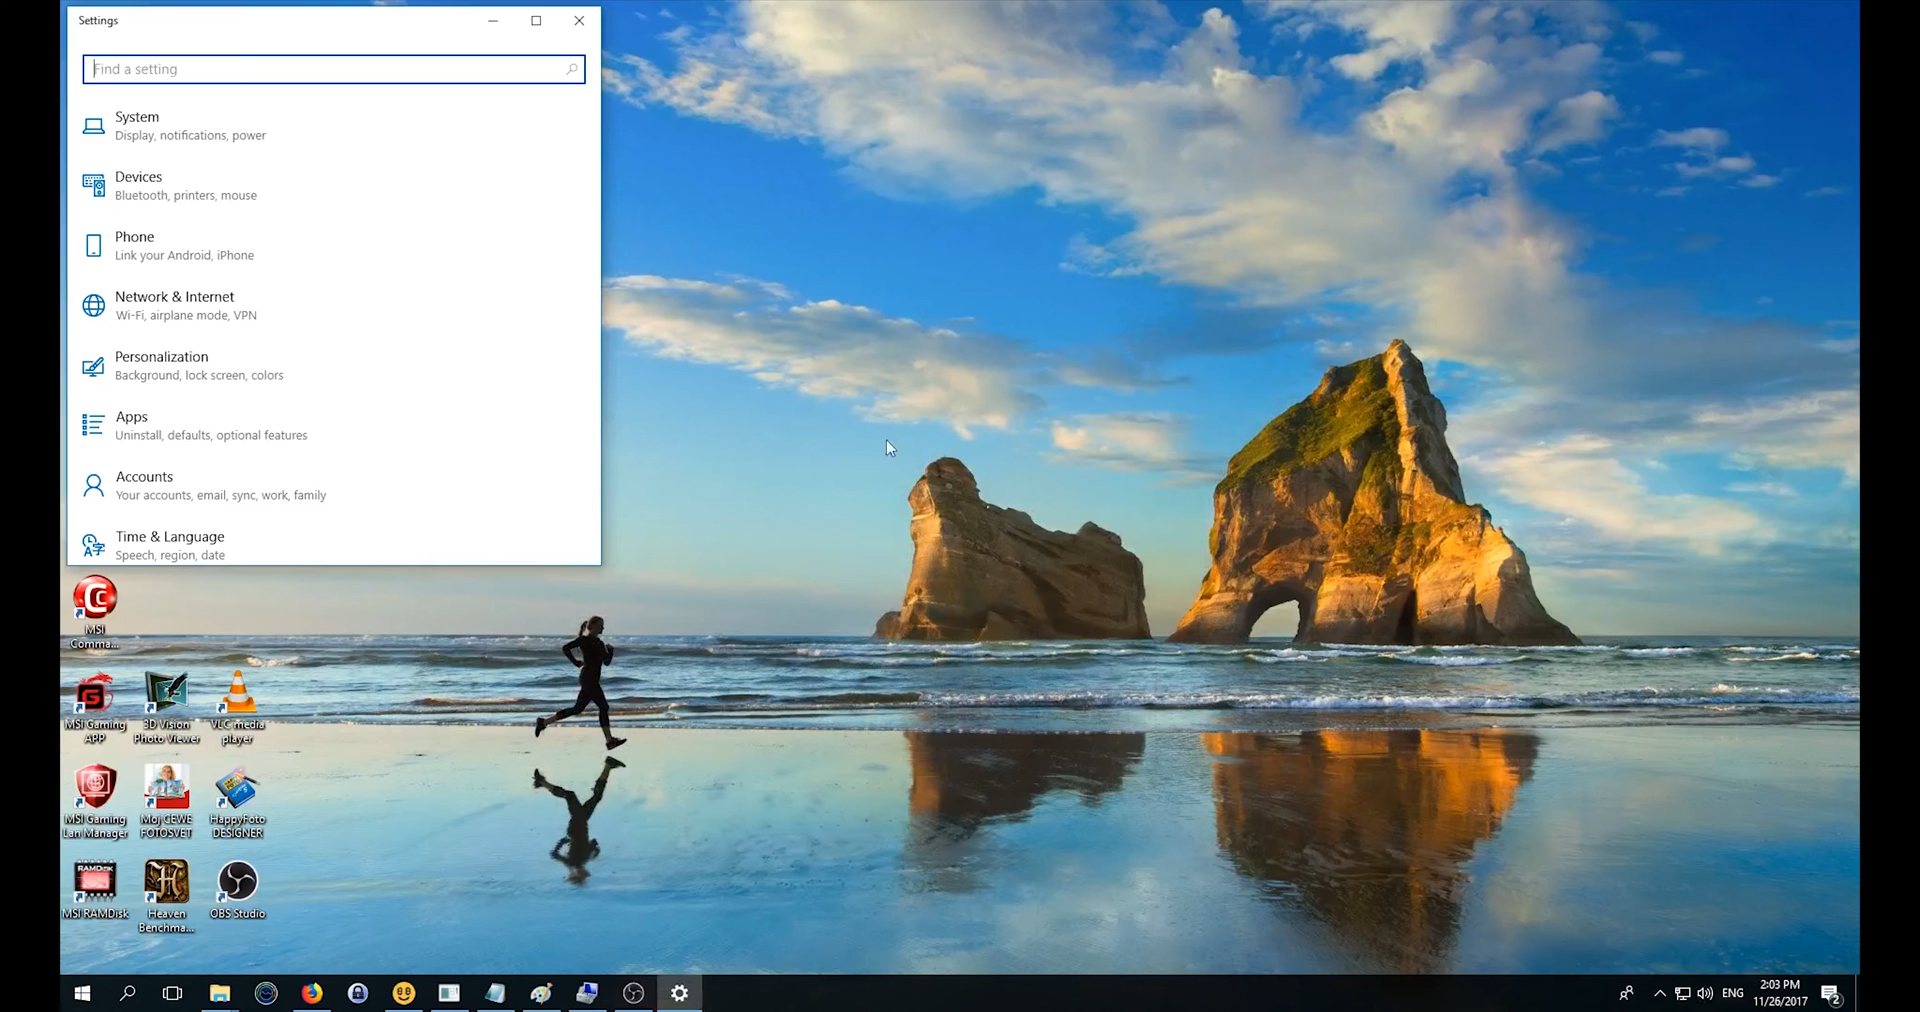 Settings
Find a setting
System
Display, notifications, power
Devices
Bluetooth, printers, mouse
Phone
Link your Android, iPhone
Network & Internet
Wi-Fi, airplane mode, VPN
Personalization
Background, lock screen, colors
Apps
Uninstall, defaults, optional features
Accounts
Your accounts, email, sync, work, family
Time & Language
Speech, region, date
MSI
Comma...
MSI Gaming
APP
3D Vision
Photo Viewer
VLC media
player
MSI Gaming
Lan Manager
Moj CEWE
FOTOSVET
HappyFoto
DESIGNER
RAMDisk
MSI RAMDisk
Heaven
Benchma...
OBS Studio
ENG
2:03 PM
11/26/2017
2